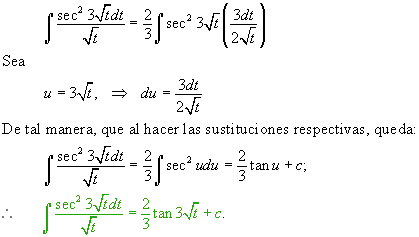 ∫ sec² 3√t dt / √t = 2/3 ∫ sec² 3√t (3dt / 2√t)
Sea
u = 3√t, ⇒ du = 3dt / 2√t
De tal manera, que al hacer las sustituciones respectivas, queda:
∫ sec² 3√t dt / √t = 2/3 ∫ sec² udu = 2/3 tan u + c;
∴ ∫ sec² 3√t dt / √t = 2/3 tan 3√t + c.